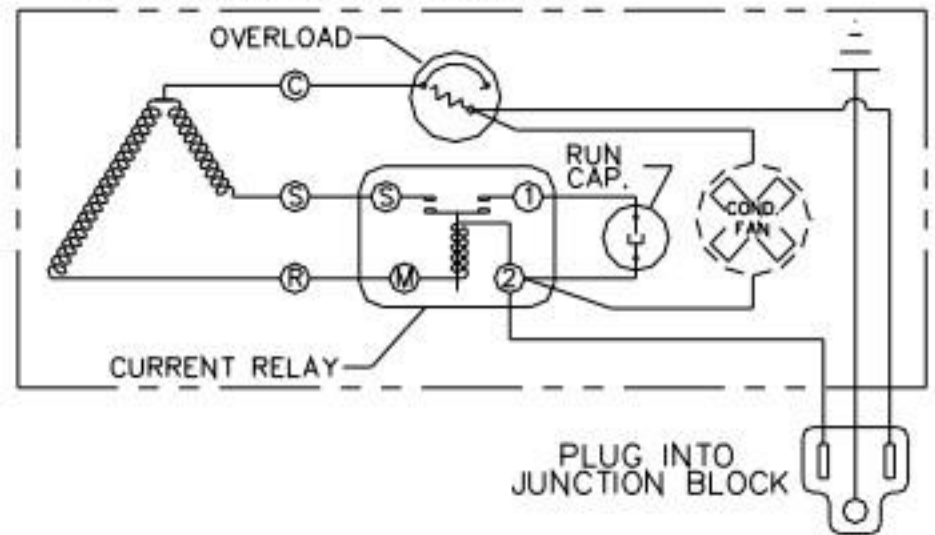 OVERLOAD
C
RUN
CAP.
S
S
1
COND.
FAN
R
M
2
CURRENT RELAY
PLUG INTO
JUNCTION BLOCK